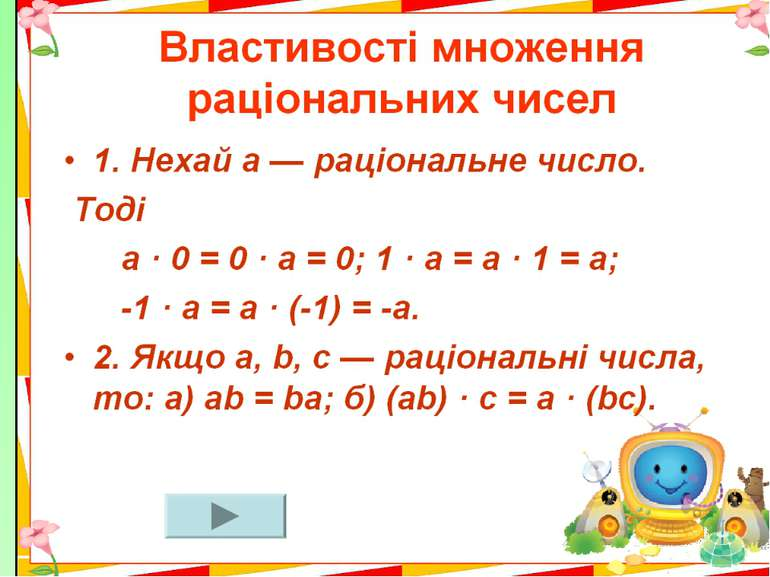 Властивості множення
раціональних чисел
• 1. Нехай а — раціональне число.
Тоді
а · 0 = 0 · а = 0; 1 · а = а · 1 = а;
-1 · а = а · (-1) = -а.
• 2. Якщо а, b, с — раціональні числа,
то: а) ab = ba; б) (ab) · c = a · (bc).